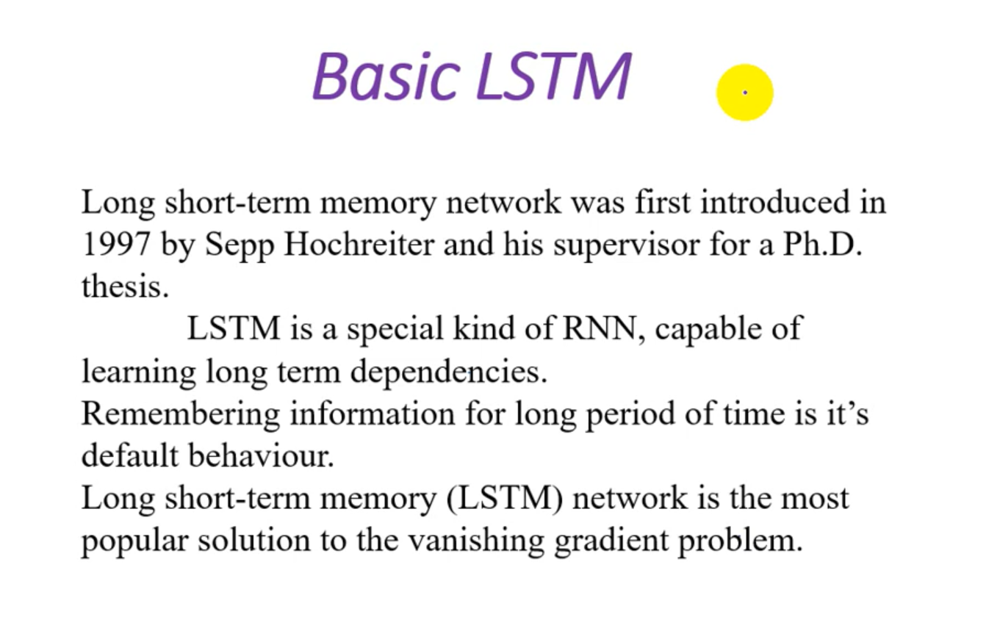 Basic LSTM
Long short-term memory network was first introduced in
1997 by Sepp Hochreiter and his supervisor for a Ph.D.
thesis.
LSTM is a special kind of RNN, capable of
learning long term dependencies.
Remembering information for long period of time is it’s
default behaviour.
Long short-term memory (LSTM) network is the most
popular solution to the vanishing gradient problem.